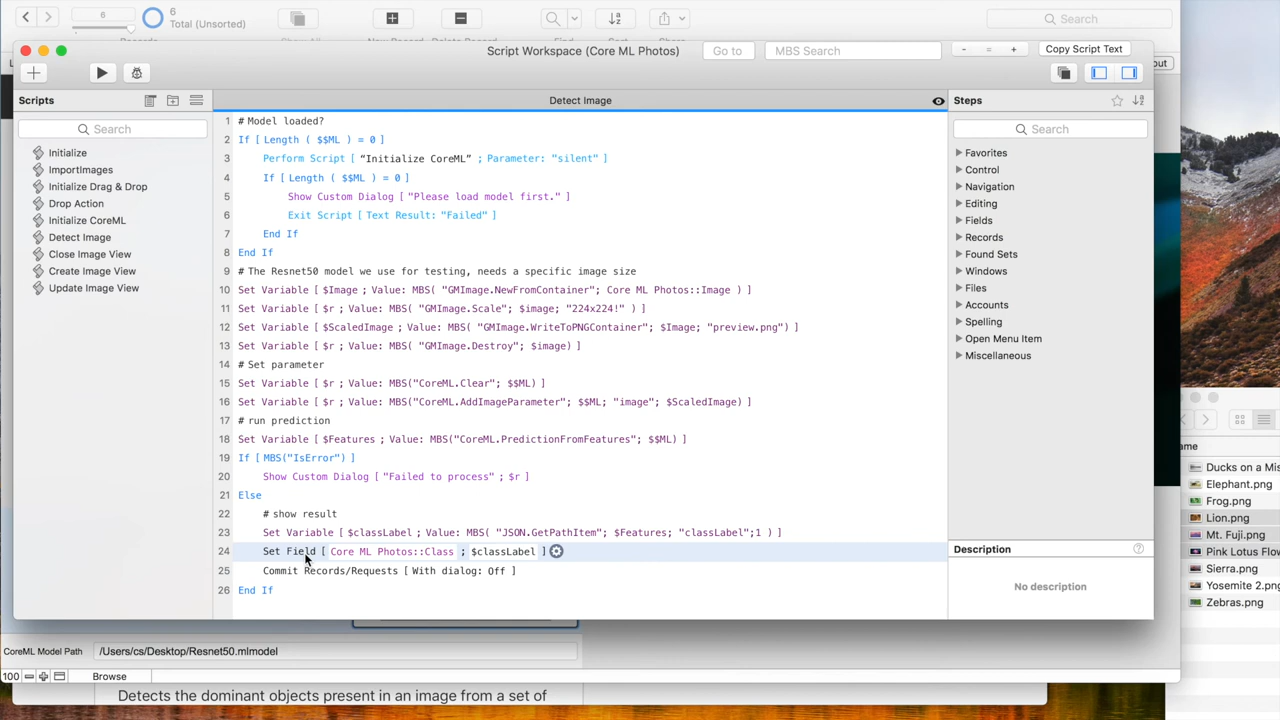 6
6
Total (Unsorted)
Search
Script Workspace (Core ML Photos)
Go to
MBS Search
- = +
Copy Script Text
out
Scripts
Detect Image
Steps
Search
Search
Initialize
ImportImages
Initialize Drag & Drop
Drop Action
Initialize CoreML
Detect Image
Close Image View
Create Image View
Update Image View
1 # Model loaded?
2 If [ Length ( $$ML ) = 0 ]
3 Perform Script [ “Initialize CoreML” ; Parameter: "silent" ]
4 If [ Length ( $$ML ) = 0 ]
5 Show Custom Dialog [ "Please load model first." ]
6 Exit Script [ Text Result: "Failed" ]
7 End If
8 End If
9 # The Resnet50 model we use for testing, needs a specific image size
10 Set Variable [ $Image ; Value: MBS( "GMImage.NewFromContainer"; Core ML Photos::Image ) ]
11 Set Variable [ $r ; Value: MBS( "GMImage.Scale"; $image; "224x224!" ) ]
12 Set Variable [ $ScaledImage ; Value: MBS( "GMImage.WriteToPNGContainer"; $Image; "preview.png") ]
13 Set Variable [ $r ; Value: MBS( "GMImage.Destroy"; $image) ]
14 # Set parameter
15 Set Variable [ $r ; Value: MBS("CoreML.Clear"; $$ML) ]
16 Set Variable [ $r ; Value: MBS("CoreML.AddImageParameter"; $$ML; "image"; $ScaledImage) ]
17 # run prediction
18 Set Variable [ $Features ; Value: MBS("CoreML.PredictionFromFeatures"; $$ML) ]
19 If [ MBS("IsError") ]
20 Show Custom Dialog [ "Failed to process" ; $r ]
21 Else
22 # show result
23 Set Variable [ $classLabel ; Value: MBS( "JSON.GetPathItem"; $Features; "classLabel";1 ) ]
24 Set Field [ Core ML Photos::Class ; $classLabel ]
25 Commit Records/Requests [ With dialog: Off ]
26 End If
Favorites
Control
Navigation
Editing
Fields
Records
Found Sets
Windows
Files
Accounts
Spelling
Open Menu Item
Miscellaneous
Description
No description
ame
Ducks on a Mis
Elephant.png
Frog.png
Lion.png
Mt. Fuji.png
Pink Lotus Flow
Sierra.png
Yosemite 2.png
Zebras.png
CoreML Model Path /Users/cs/Desktop/Resnet50.mlmodel
100 Browse
Detects the dominant objects present in an image from a set of